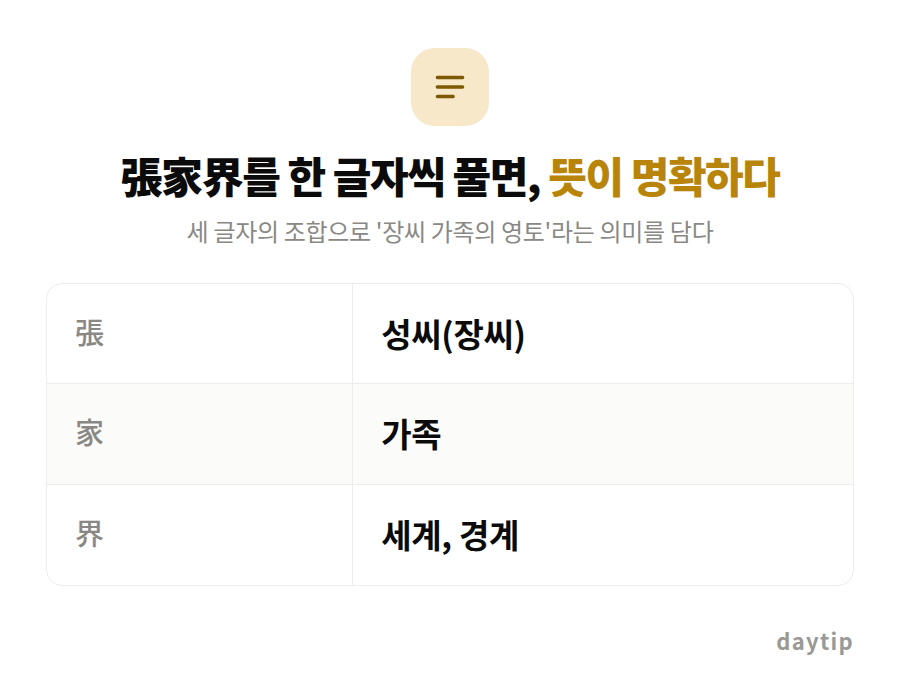 張家界를 한 글자씩 풀면, 뜻이 명확하다
세 글자의 조합으로 '장씨 가족의 영토'라는 의미를 담다
張 성씨(장씨)
家 가족
界 세계, 경계
daytip